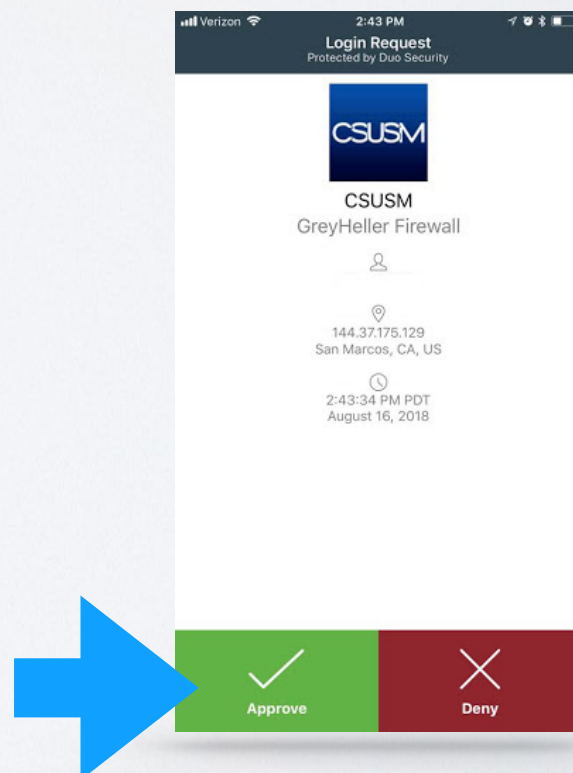 Verizon 2:43 PM
Login Request
Protected by Duo Security
CSUSM
CSUSM
GreyHeller Firewall
144.37.175.129
San Marcos, CA, US
2:43:34 PM PDT
August 16, 2018
Approve Deny